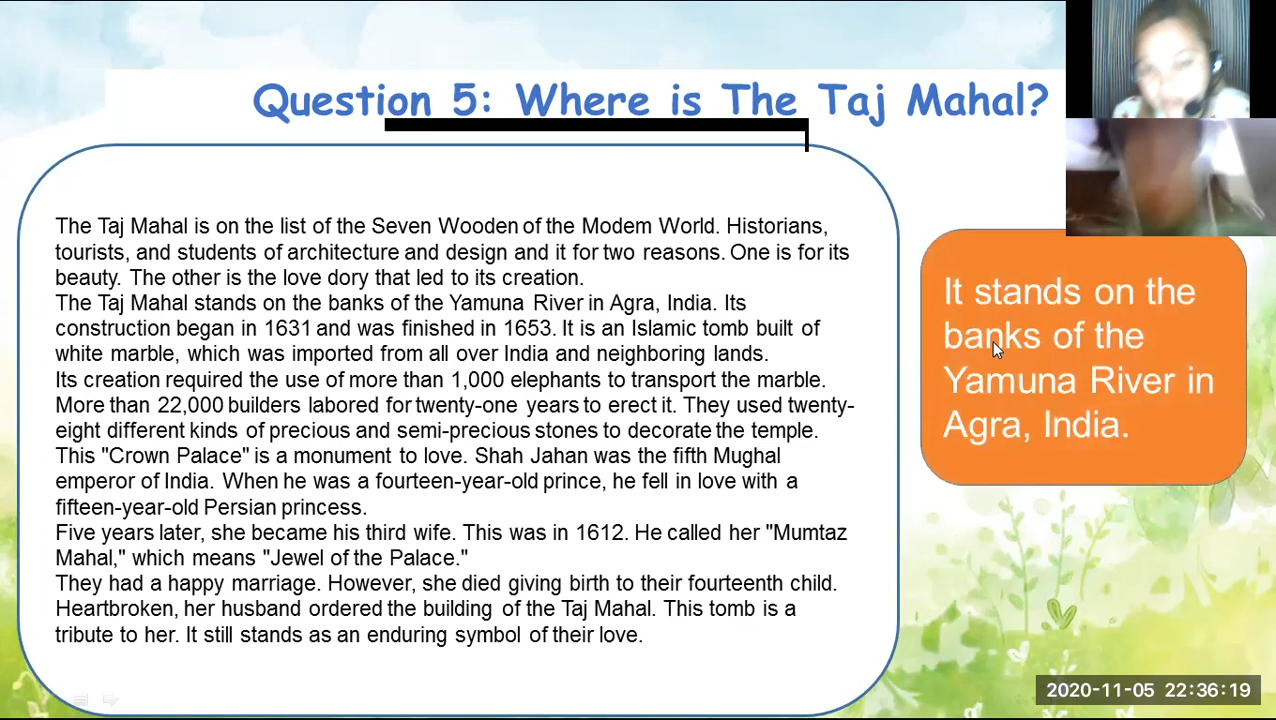 Question 5: Where is The Taj Mahal?
The Taj Mahal is on the list of the Seven Wooden of the Modem World. Historians,
tourists, and students of architecture and design and it for two reasons. One is for its
beauty. The other is the love dory that led to its creation.
The Taj Mahal stands on the banks of the Yamuna River in Agra, India. Its
construction began in 1631 and was finished in 1653. It is an Islamic tomb built of
white marble, which was imported from all over India and neighboring lands.
Its creation required the use of more than 1,000 elephants to transport the marble.
More than 22,000 builders labored for twenty-one years to erect it. They used twenty-
eight different kinds of precious and semi-precious stones to decorate the temple.
This "Crown Palace" is a monument to love. Shah Jahan was the fifth Mughal
emperor of India. When he was a fourteen-year-old prince, he fell in love with a
fifteen-year-old Persian princess.
Five years later, she became his third wife. This was in 1612. He called her "Mumtaz
Mahal," which means "Jewel of the Palace."
They had a happy marriage. However, she died giving birth to their fourteenth child.
Heartbroken, her husband ordered the building of the Taj Mahal. This tomb is a
tribute to her. It still stands as an enduring symbol of their love.
It stands on the
banks of the
Yamuna River in
Agra, India.
2020-11-05 22:36:19